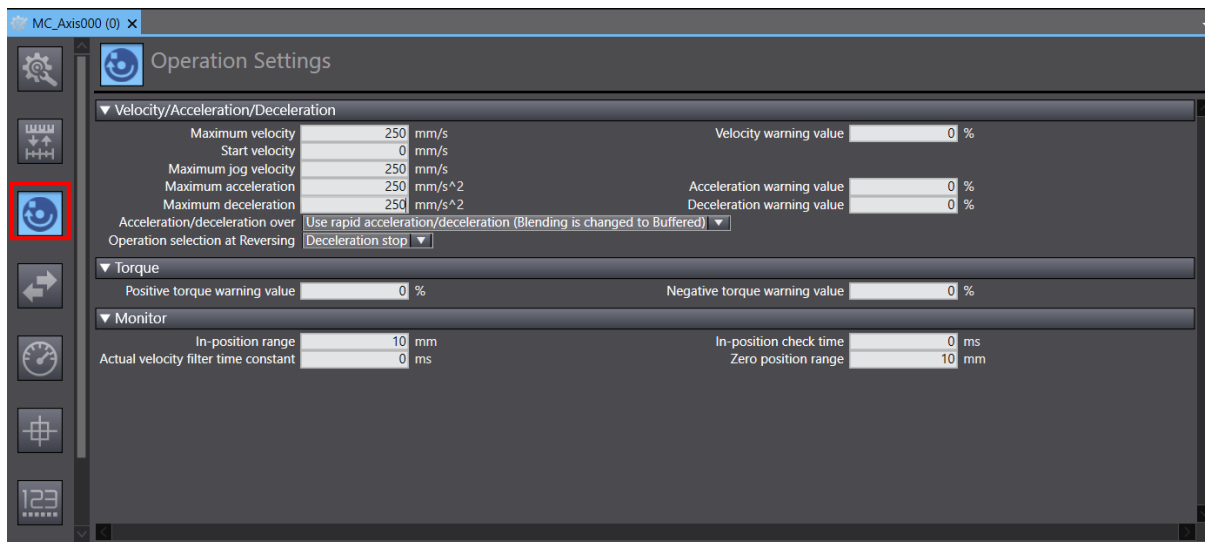 MC_Axis000 (0) ×
Operation Settings
▼ Velocity/Acceleration/Deceleration
Maximum velocity 250 mm/s Velocity warning value 0 %
Start velocity 0 mm/s
Maximum jog velocity 250 mm/s
Maximum acceleration 250 mm/s^2 Acceleration warning value 0 %
Maximum deceleration 250 mm/s^2 Deceleration warning value 0 %
Acceleration/deceleration over Use rapid acceleration/deceleration (Blending is changed to Buffered) ▼
Operation selection at Reversing Deceleration stop ▼
▼ Torque
Positive torque warning value 0 % Negative torque warning value 0 %
▼ Monitor
In-position range 10 mm In-position check time 0 ms
Actual velocity filter time constant 0 ms Zero position range 10 mm
123